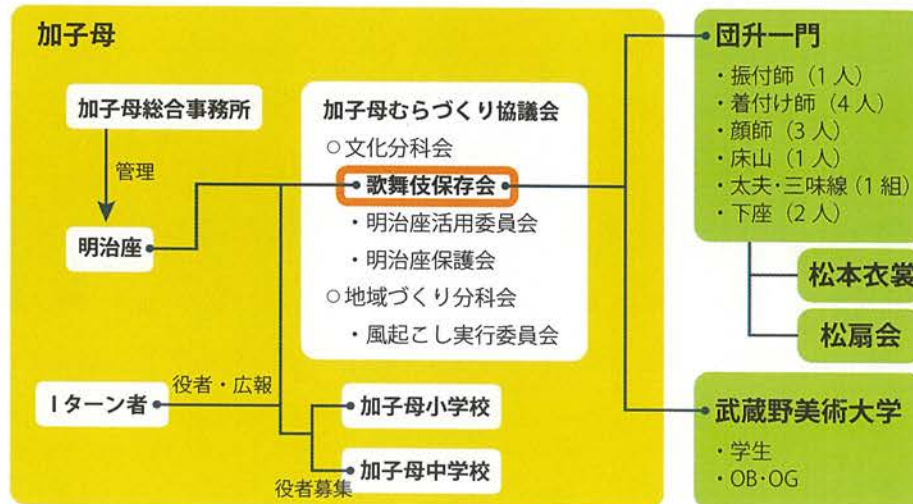 加子母
加子母総合事務所
管理
明治座
加子母むらづくり協議会
○文化分科会
・歌舞伎保存会
・明治座活用委員会
・明治座保護会
○地域づくり分科会
・風起こし実行委員会
Iターン者
役者・広報
加子母小学校
加子母中学校
役者募集
団升一門
・振付師（1人）
・着付け師（4人）
・顔師（3人）
・床山（1人）
・太夫・三味線（1組）
・下座（2人）
松本衣裳
松扇会
武蔵野美術大学
・学生
・OB・OG